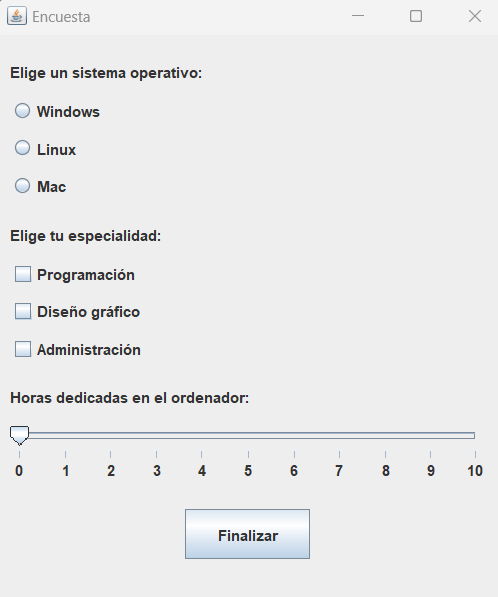 Encuesta
Elige un sistema operativo:
Windows
Linux
Mac
Elige tu especialidad:
Programación
Diseño gráfico
Administración
Horas dedicadas en el ordenador:
0 1 2 3 4 5 6 7 8 9 10
Finalizar